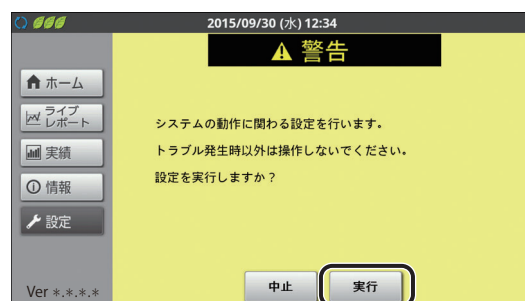 2015/09/30 (水) 12:34
警告
ホーム
ライブ
レポート
実績
情報
設定
システムの動作に関わる設定を行います。
トラブル発生時以外は操作しないでください。
設定を実行しますか？
中止
実行
Ver *.*.*.*